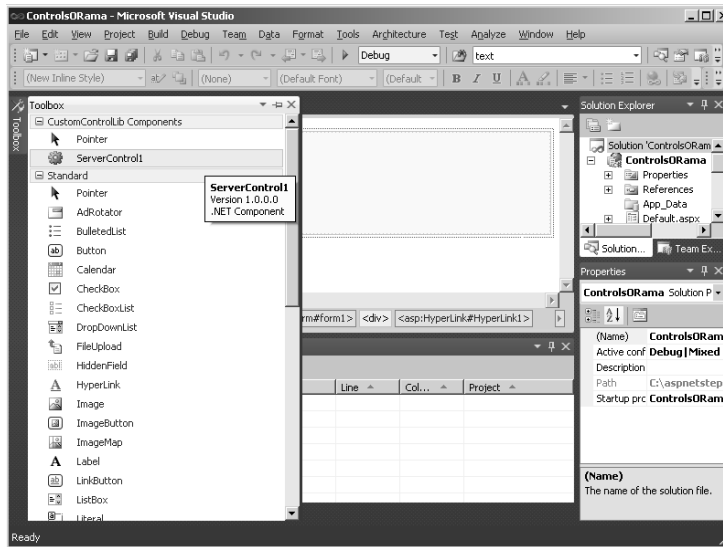 ControlsORama - Microsoft Visual Studio
File Edit View Project Build Debug Team Data Format Tools Architecture Test Analyze Window Help
Debug text
(New Inline Style) ab/ (None) (Default Font) (Default B I U A
Toolbox
Toolbox
CustomControlLib Components
Pointer
ServerControl1
Standard
Pointer
AdRotator
BulletedList
Button
Calendar
CheckBox
CheckBoxList
DropDownList
FileUpload
HiddenField
HyperLink
Image
ImageButton
ImageMap
Label
LinkButton
ListBox
Literal
ServerControl1
Version 1.0.0.0
.NET Component
rm#form1> <div> <asp:HyperLink#HyperLink1>
Line Col... Project
Solution Explorer
Solution 'ControlsORam
ControlsORama
Properties
References
App_Data
Default.aspx
Solution... Team Ex...
Properties
ControlsORama Solution P
(Name) ControlsORam
Active conf Debug|Mixed
Description
Path C:\aspnetstep
Startup prc ControlsORam
(Name)
The name of the solution file.
Ready